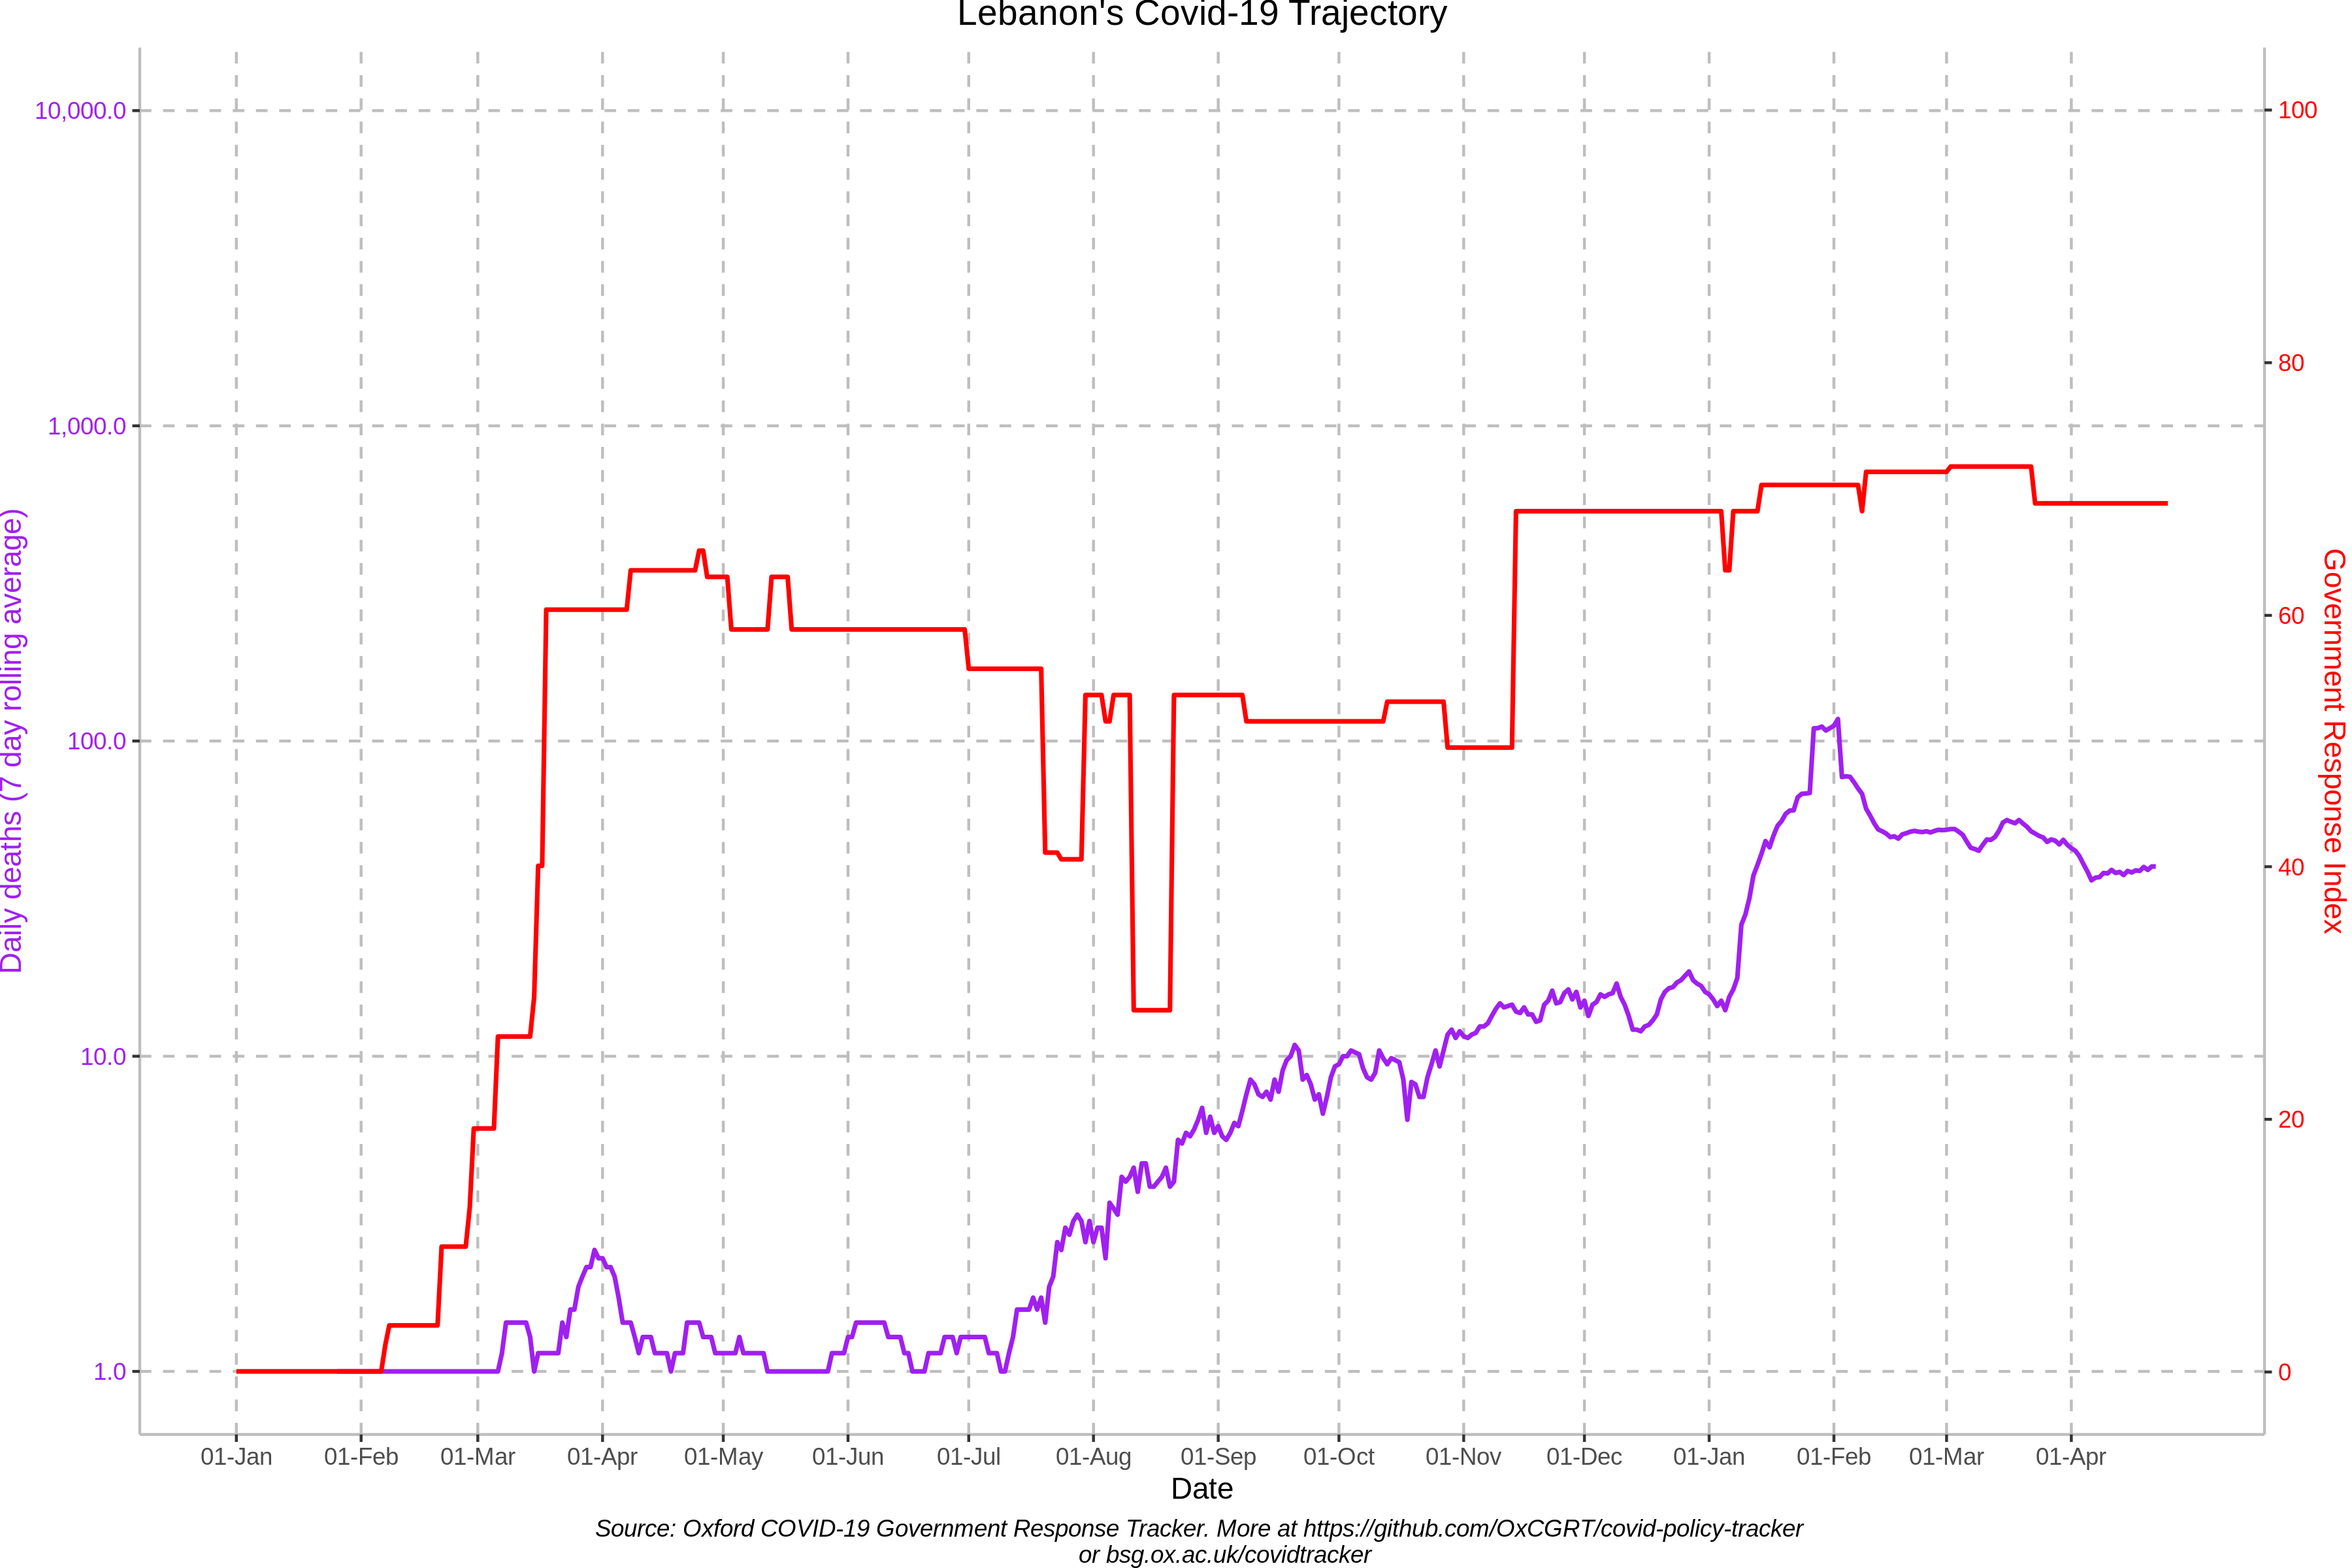 Lebanon's Covid-19 Trajectory
10,000.0
1,000.0
100.0
10.0
1.0
Daily deaths (7 day rolling average)
100
80
60
40
20
0
Government Response Index
01-Jan 01-Feb 01-Mar 01-Apr 01-May 01-Jun 01-Jul 01-Aug 01-Sep 01-Oct 01-Nov 01-Dec 01-Jan 01-Feb 01-Mar 01-Apr
Date
Source: Oxford COVID-19 Government Response Tracker. More at https://github.com/OxCGRT/covid-policy-tracker
or bsg.ox.ac.uk/covidtracker